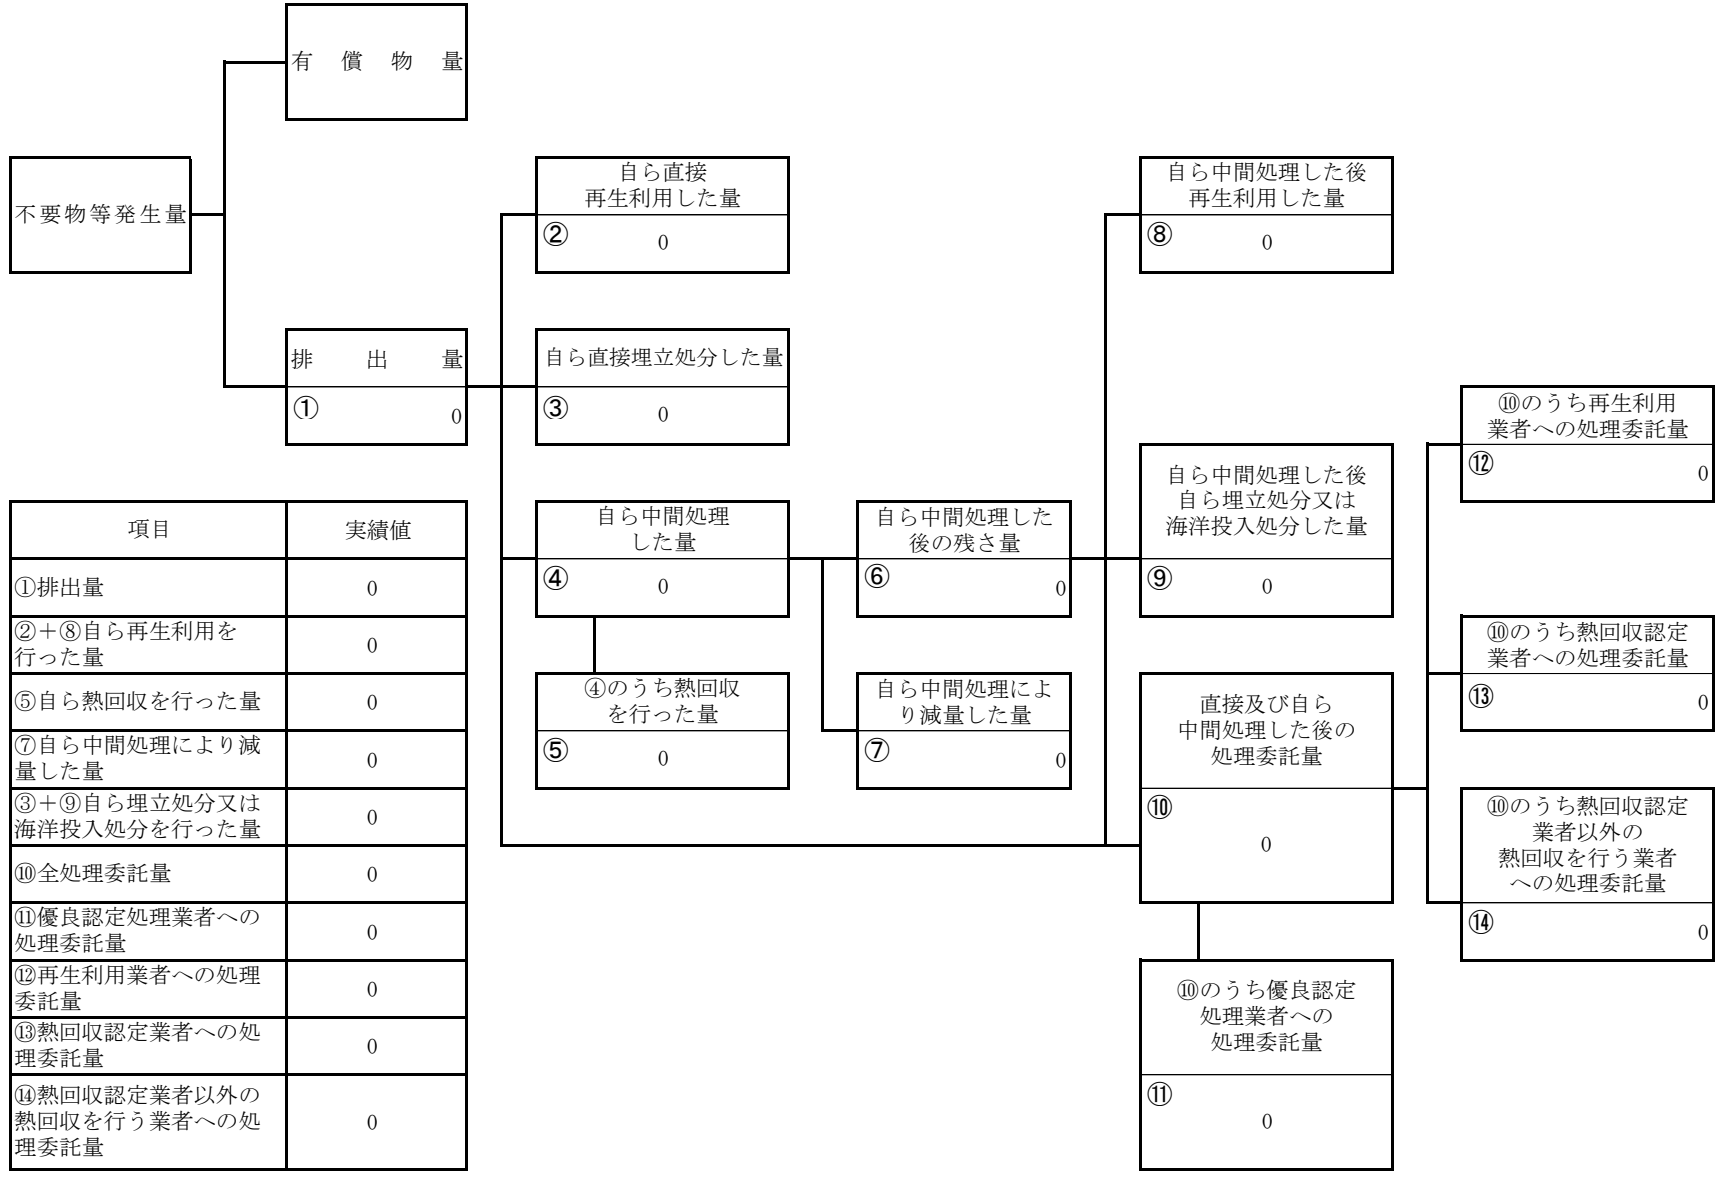 有償物量
不要物等発生量
自ら直接
再生利用した量
② 0
自ら中間処理した後
再生利用した量
⑧ 0
排出量
① 0
自ら直接埋立処分した量
③ 0
⑩のうち再生利用
業者への処理委託量
⑫ 0
自ら中間処理した後
自ら埋立処分又は
海洋投入処分した量
⑨ 0
自ら中間処理
した量
④ 0
自ら中間処理した
後の残さ量
⑥ 0
⑩のうち熱回収認定
業者への処理委託量
⑬ 0
④のうち熱回収
を行った量
⑤ 0
自ら中間処理によ
り減量した量
⑦ 0
直接及び自ら
中間処理した後の
処理委託量
⑩ 0
⑩のうち熱回収認定
業者以外の
熱回収を行う業者
への処理委託量
⑭ 0
⑩のうち優良認定
処理業者への
処理委託量
⑪ 0
項目 実績値
①排出量 0
②＋⑧自ら再生利用を
行った量 0
⑤自ら熱回収を行った量 0
⑦自ら中間処理により減
量した量 0
③＋⑨自ら埋立処分又は
海洋投入処分を行った量 0
⑩全処理委託量 0
⑪優良認定処理業者への
処理委託量 0
⑫再生利用業者への処理
委託量 0
⑬熱回収認定業者への処
理委託量 0
⑭熱回収認定業者以外の
熱回収を行う業者への処
理委託量 0